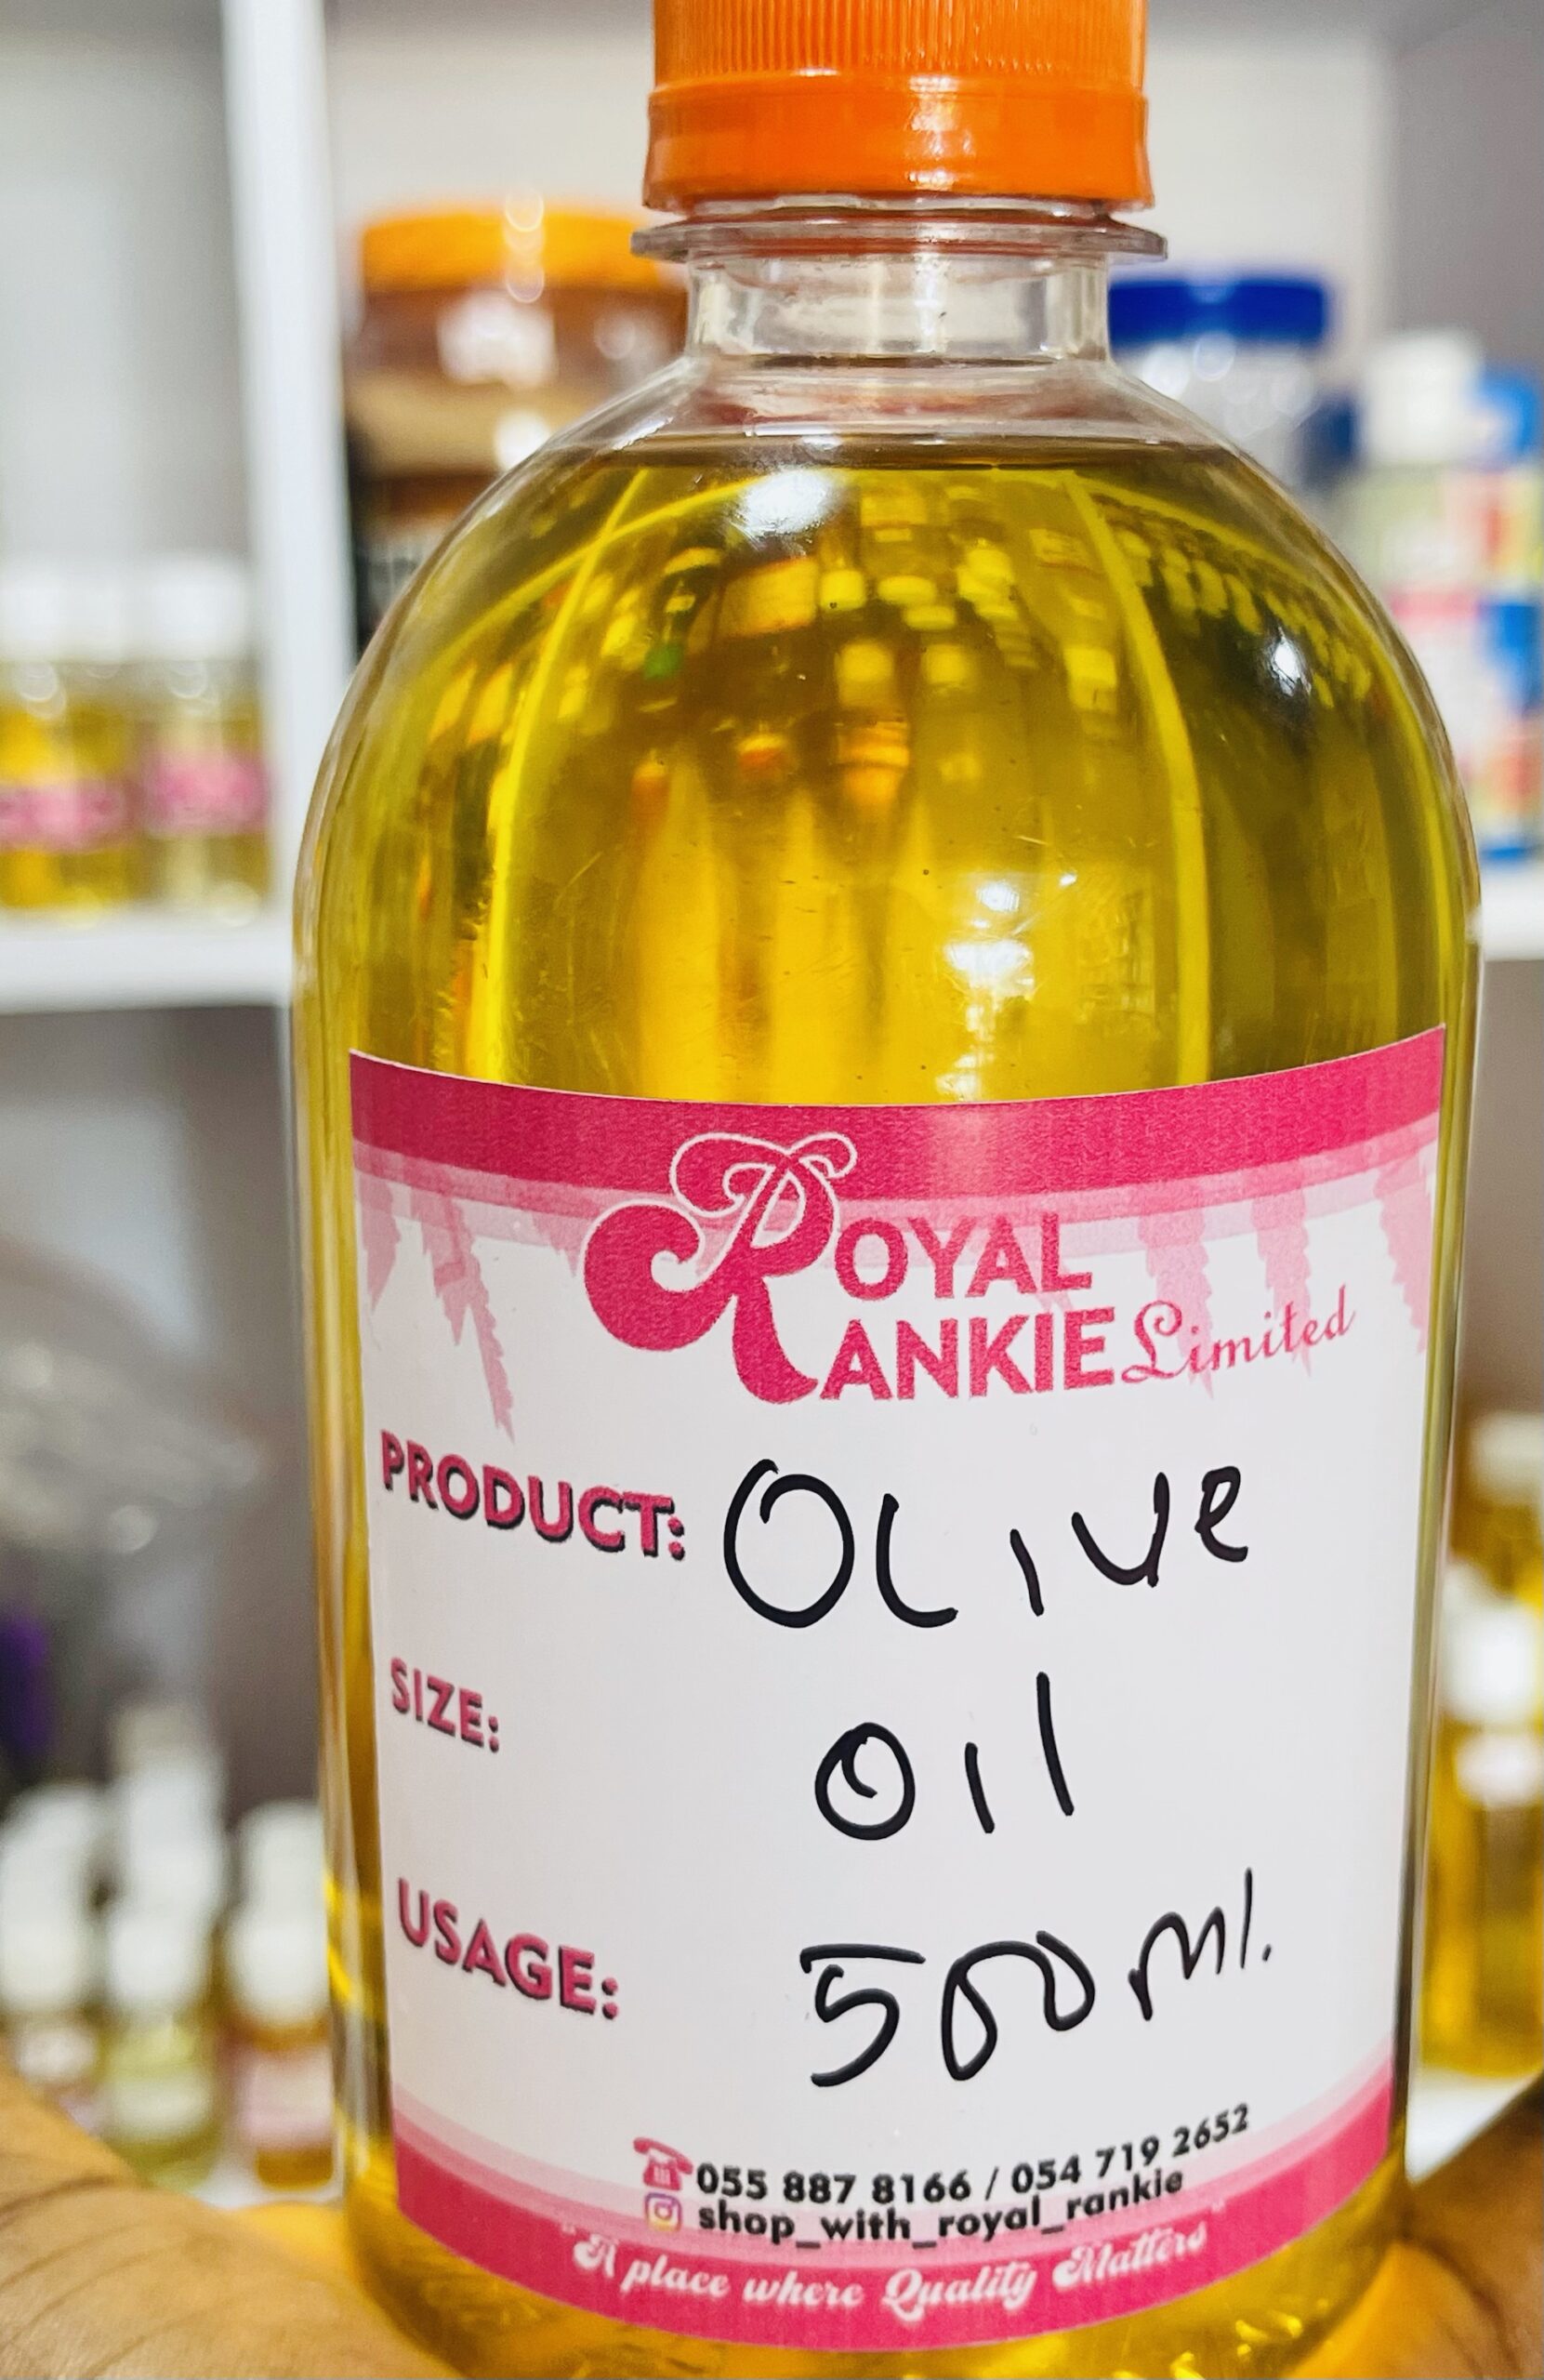 ROYAL
RANKIE Limited
PRODUCT: Olive
SIZE: Oil
USAGE: 500ml.
055 887 8166 / 054 719 2652
shop_with_royal_rankie
"A place where Quality Matters"